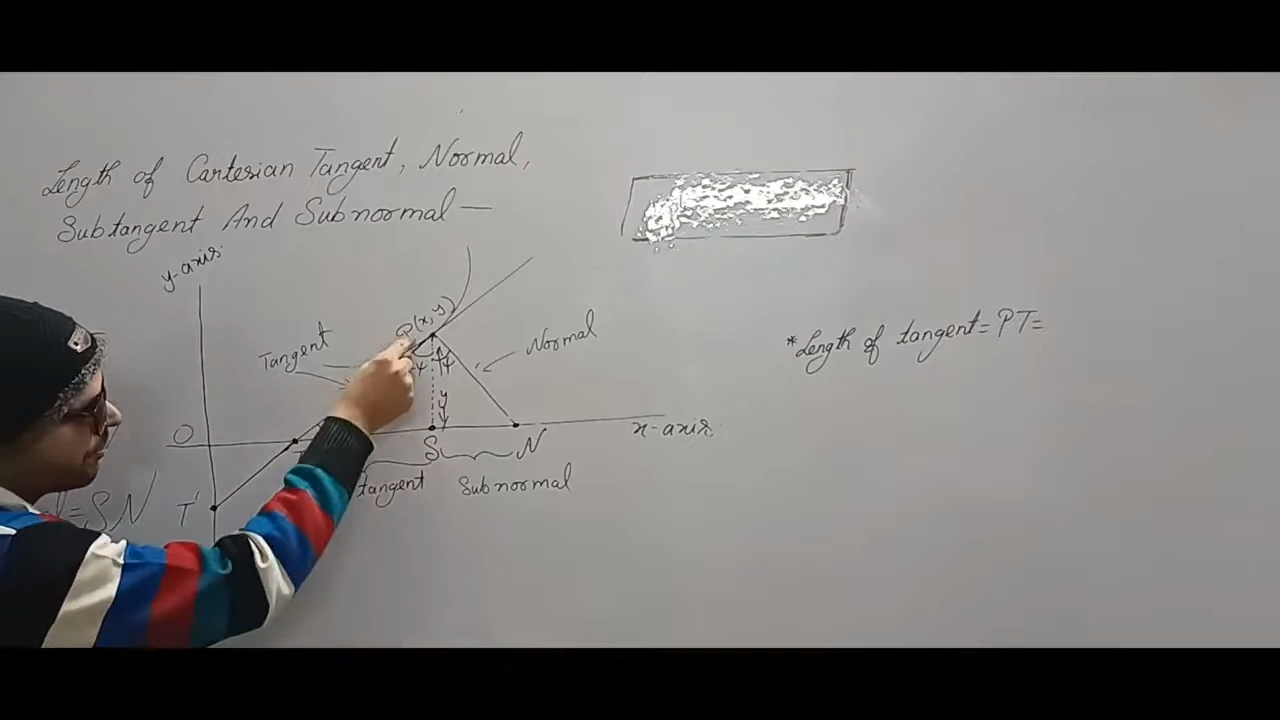 Length of Cartesian Tangent, Normal,
Subtangent And Subnormal —
y-axis
P(x, y)
Tangent
Normal
ψ
ψ
y
*Length of tangent = PT =
O
S
N
x-axis
tangent
Subnormal
T'
= SN